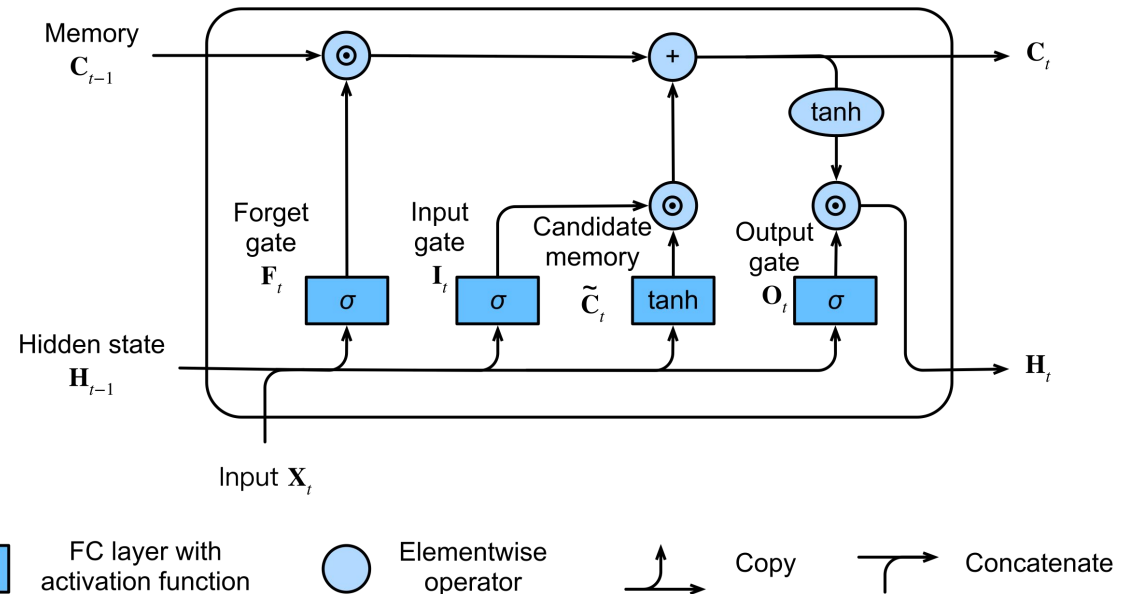 Memory
C_{t−1}
⊙
+
C_t
tanh
Forget
gate
F_t
Input
gate
I_t
⊙
Candidate
memory
C̃_t
⊙
Output
gate
O_t
σ
σ
tanh
σ
Hidden state
H_{t−1}
H_t
Input X_t
FC layer with
activation function
Elementwise
operator
Copy
Concatenate